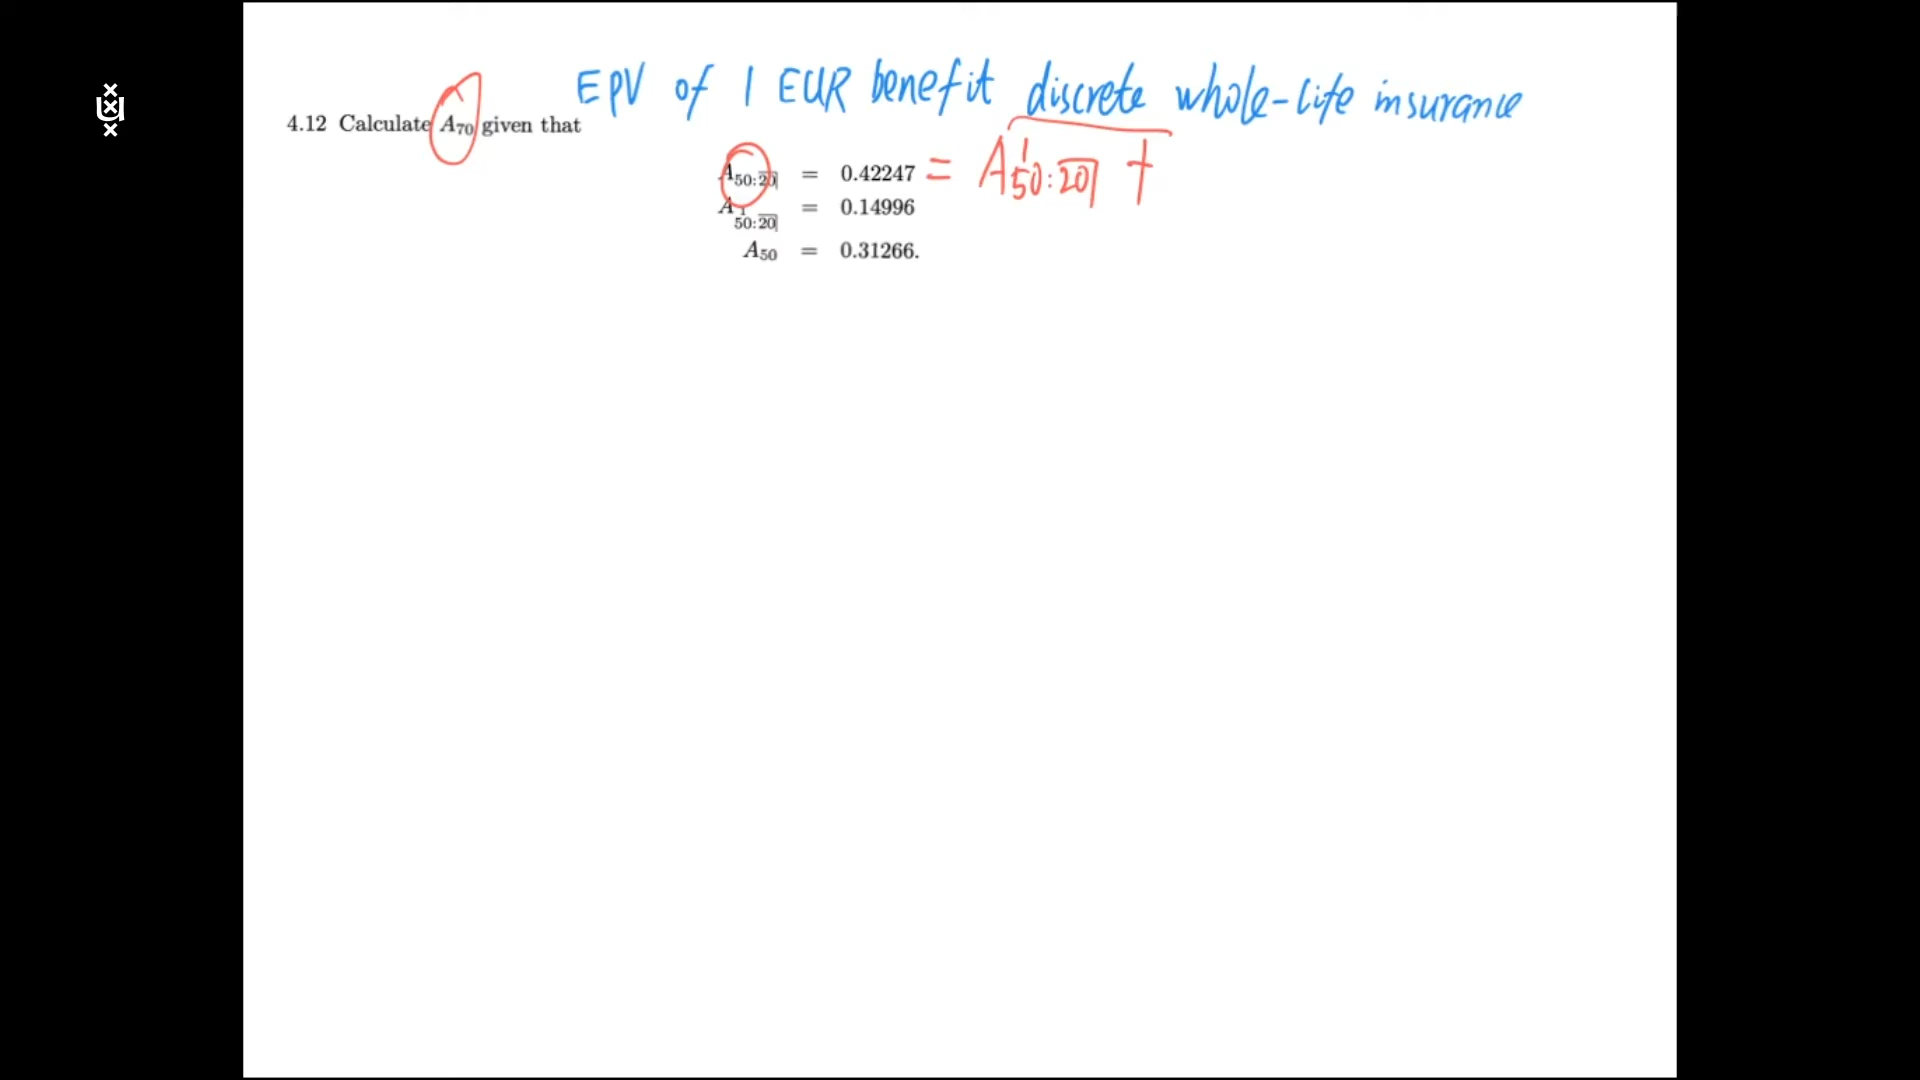 EPV of 1 EUR benefit discrete whole-life insurance
4.12 Calculate A₇₀ given that
A₅₀:₂₀̅| = 0.42247 = A¹₅₀:₂₀̅| +
A¹₅₀:₂₀̅| = 0.14996
A₅₀ = 0.31266.